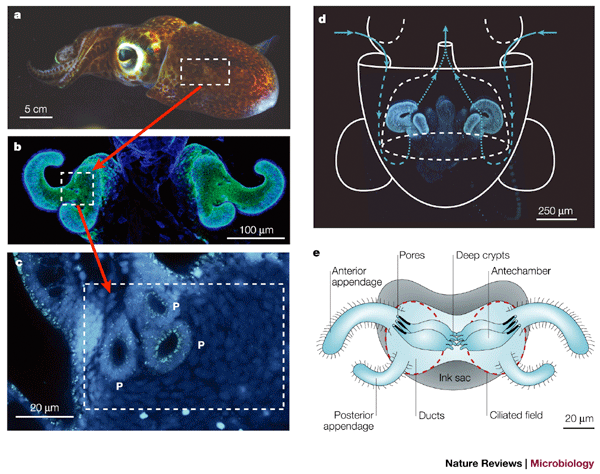 a
5 cm
b
100 μm
c
P
P
P
20 μm
d
250 μm
e
Pores
Deep crypts
Anterior
appendage
Antechamber
Ink sac
Posterior
appendage
Ducts
Ciliated field
20 μm
Nature Reviews | Microbiology